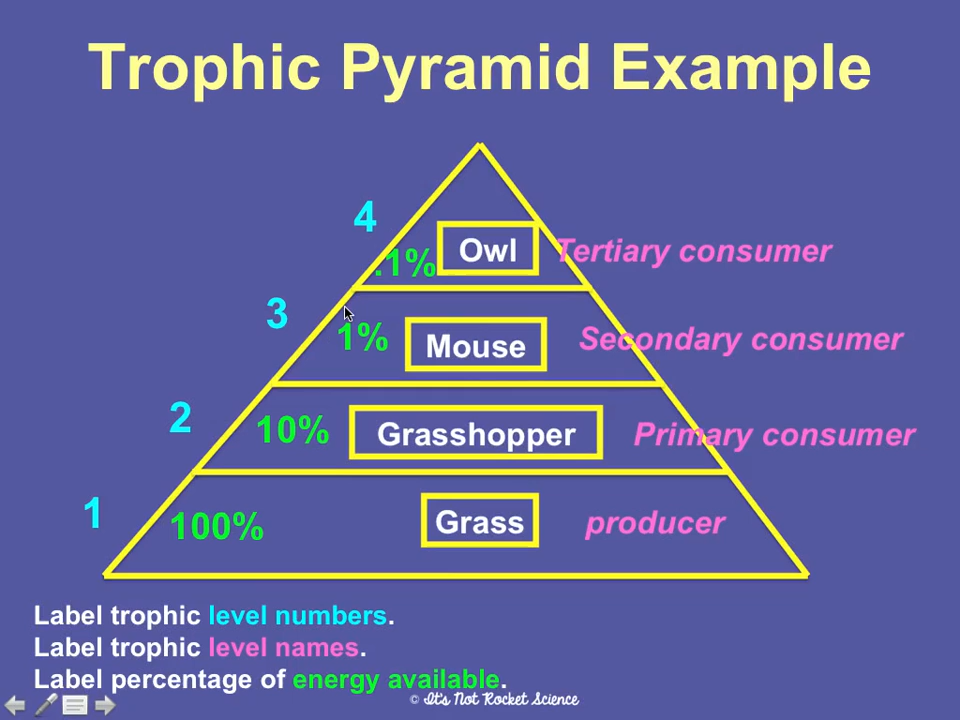 Trophic Pyramid Example
4
.1%
Owl
Tertiary consumer
3
1%
Mouse
Secondary consumer
2
10%
Grasshopper
Primary consumer
1
100%
Grass
producer
Label trophic level numbers.
Label trophic level names.
Label percentage of energy available.
© It's Not Rocket Science